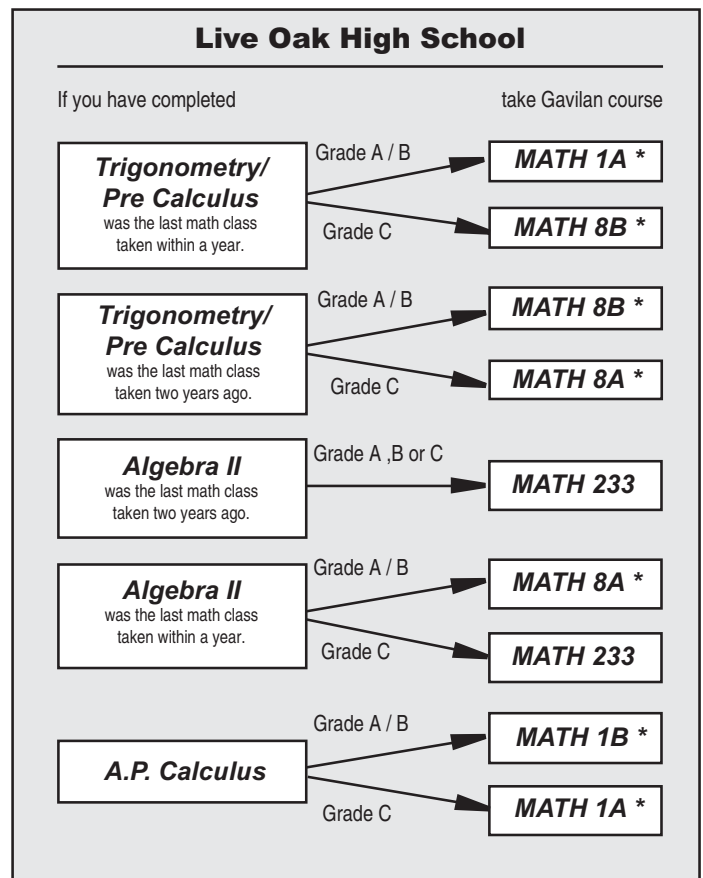 Live Oak High School
If you have completed
take Gavilan course
Trigonometry/
Pre Calculus
was the last math class
taken within a year.
Grade A / B
MATH 1A *
Grade C
MATH 8B *
Trigonometry/
Pre Calculus
was the last math class
taken two years ago.
Grade A / B
MATH 8B *
Grade C
MATH 8A *
Algebra II
was the last math class
taken two years ago.
Grade A ,B or C
MATH 233
Algebra II
was the last math class
taken within a year.
Grade A / B
MATH 8A *
Grade C
MATH 233
A.P. Calculus
Grade A / B
MATH 1B *
Grade C
MATH 1A *